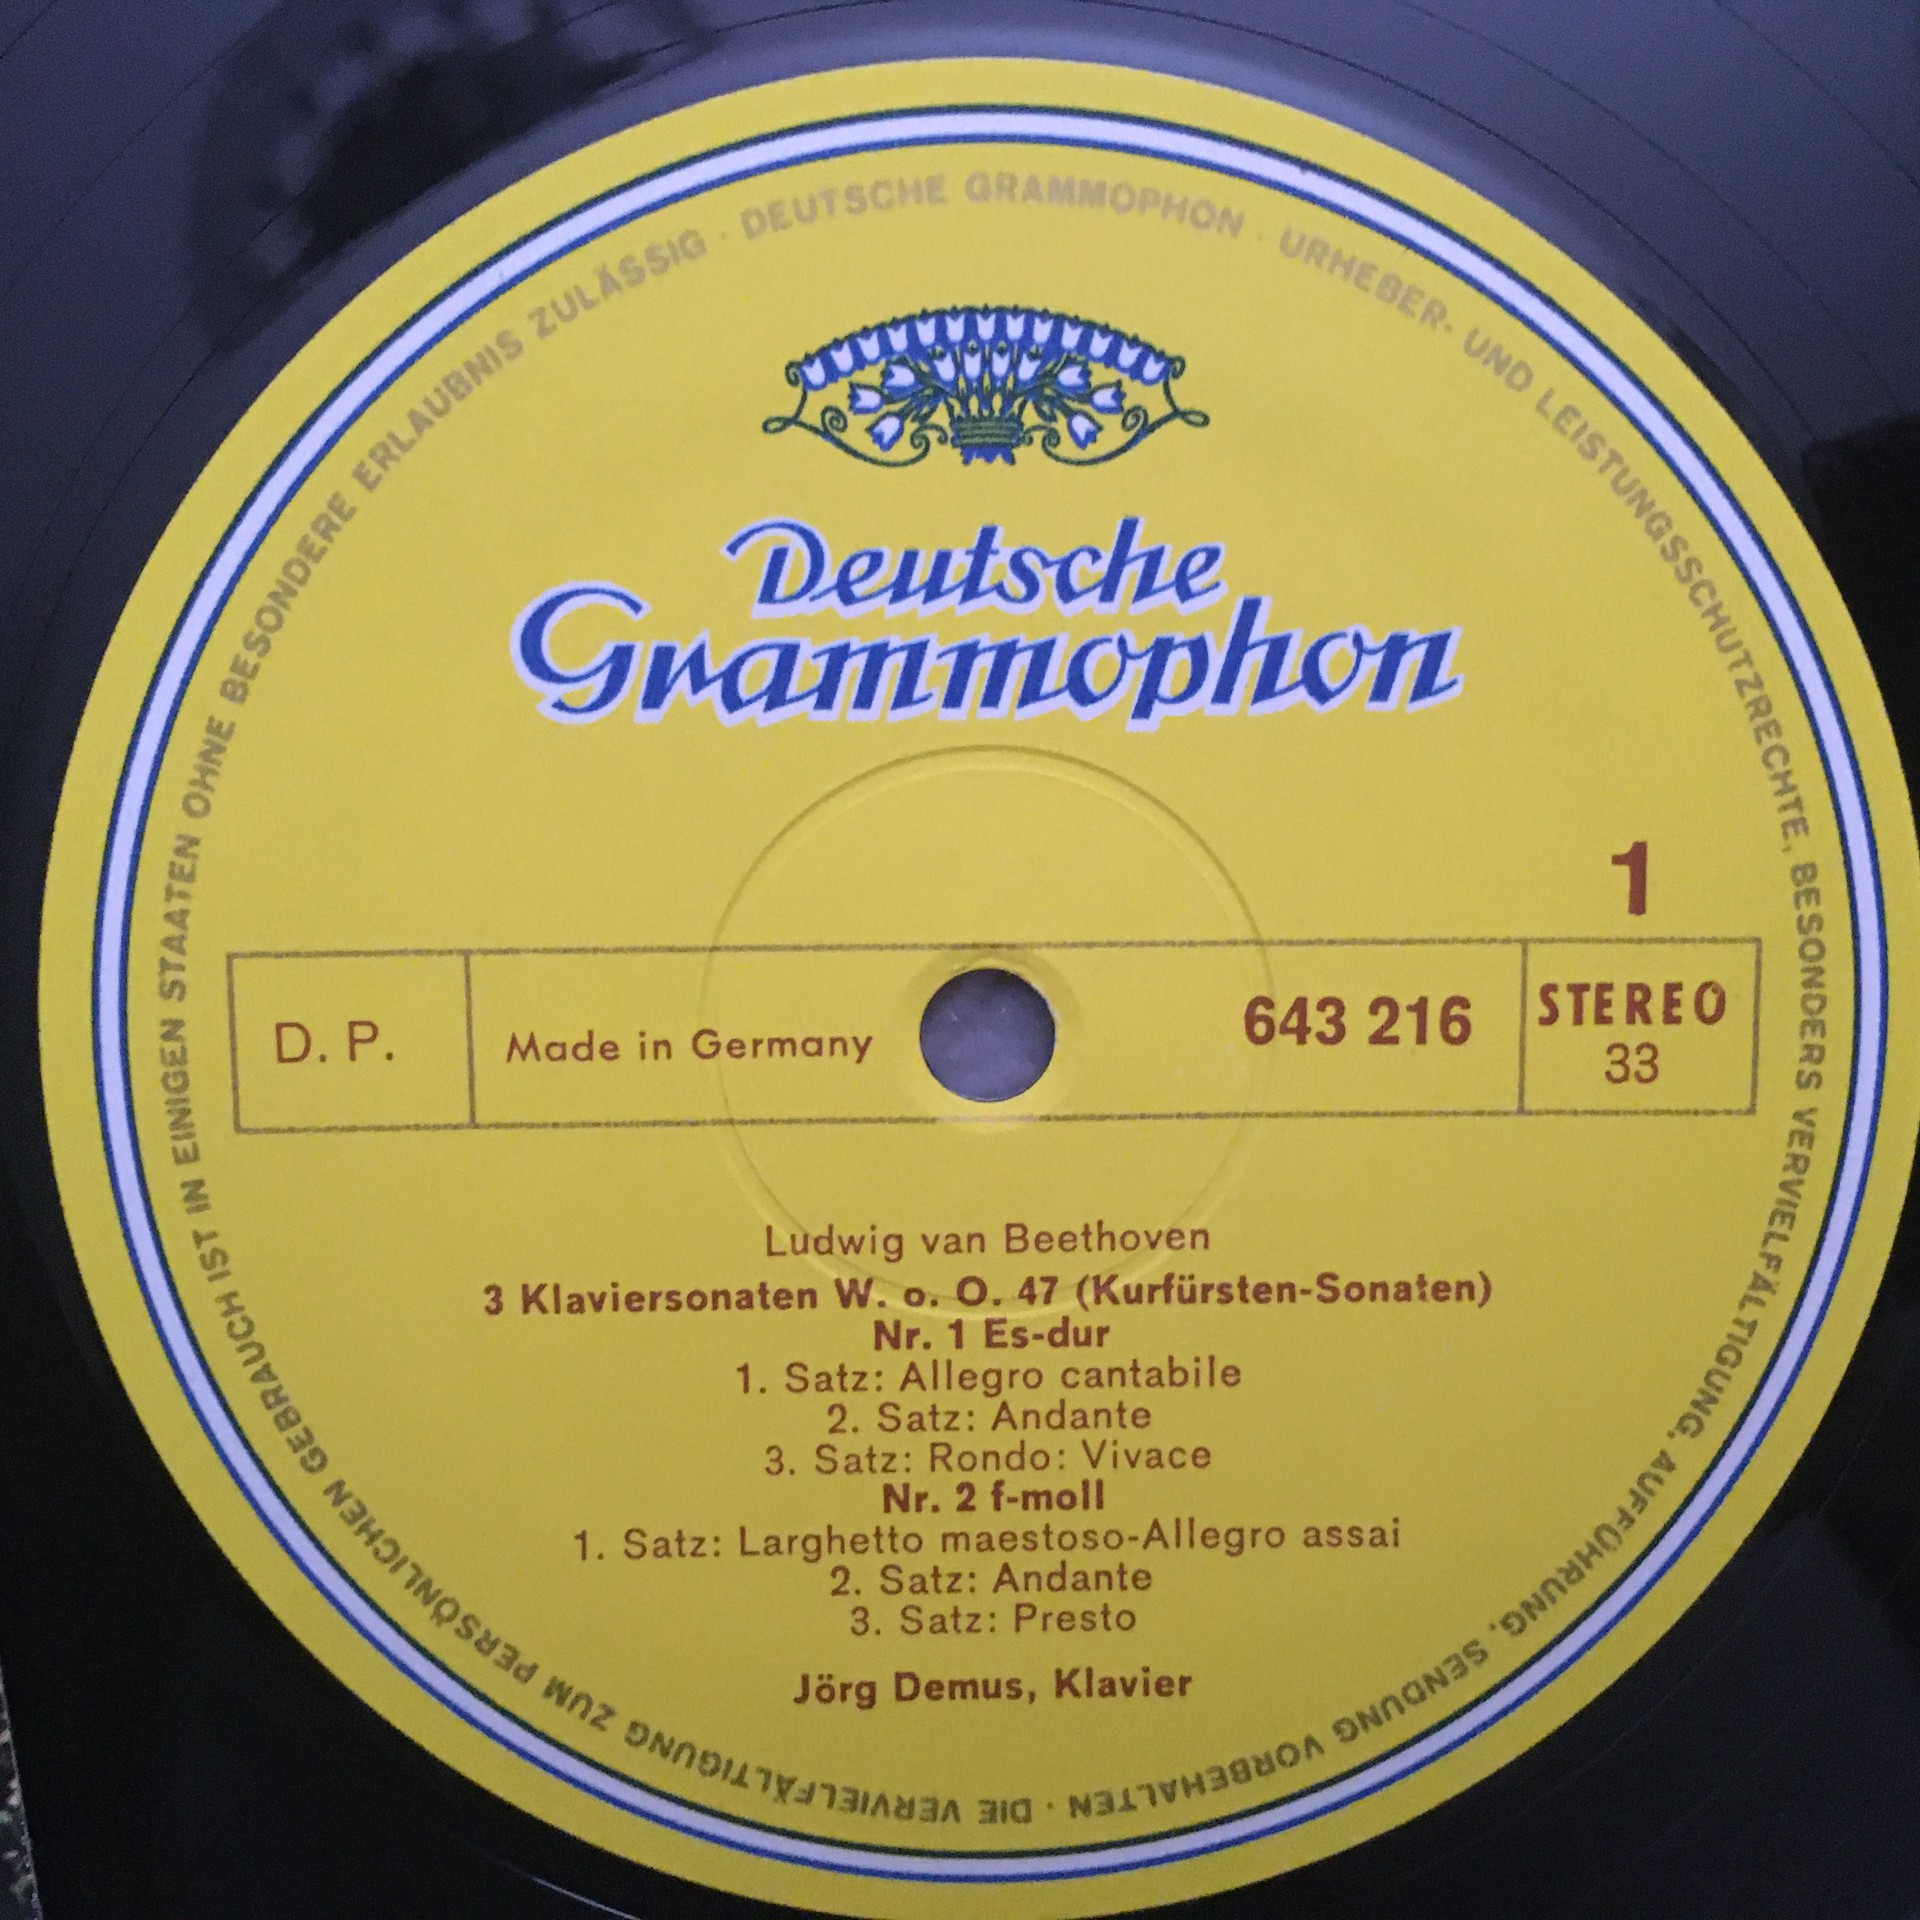 DEUTSCHE GRAMMOPHON · URHEBER- UND LEISTUNGSSCHUTZRECHTE, BESONDERS VERVIELFÄLTIGUNG, AUFFÜHRUNG, SENDUNG VORBEHALTEN · DIE VERVIELFÄLTIGUNG ZUM PERSÖNLICHEN GEBRAUCH IST IN EINIGEN STAATEN OHNE BESONDERE ERLAUBNIS ZULÄSSIG ·
Deutsche
Grammophon
1
D. P.
Made in Germany
643 216
STEREO
33
Ludwig van Beethoven
3 Klaviersonaten W. o. O. 47 (Kurfürsten-Sonaten)
Nr. 1 Es-dur
1. Satz: Allegro cantabile
2. Satz: Andante
3. Satz: Rondo: Vivace
Nr. 2 f-moll
1. Satz: Larghetto maestoso-Allegro assai
2. Satz: Andante
3. Satz: Presto
Jörg Demus, Klavier